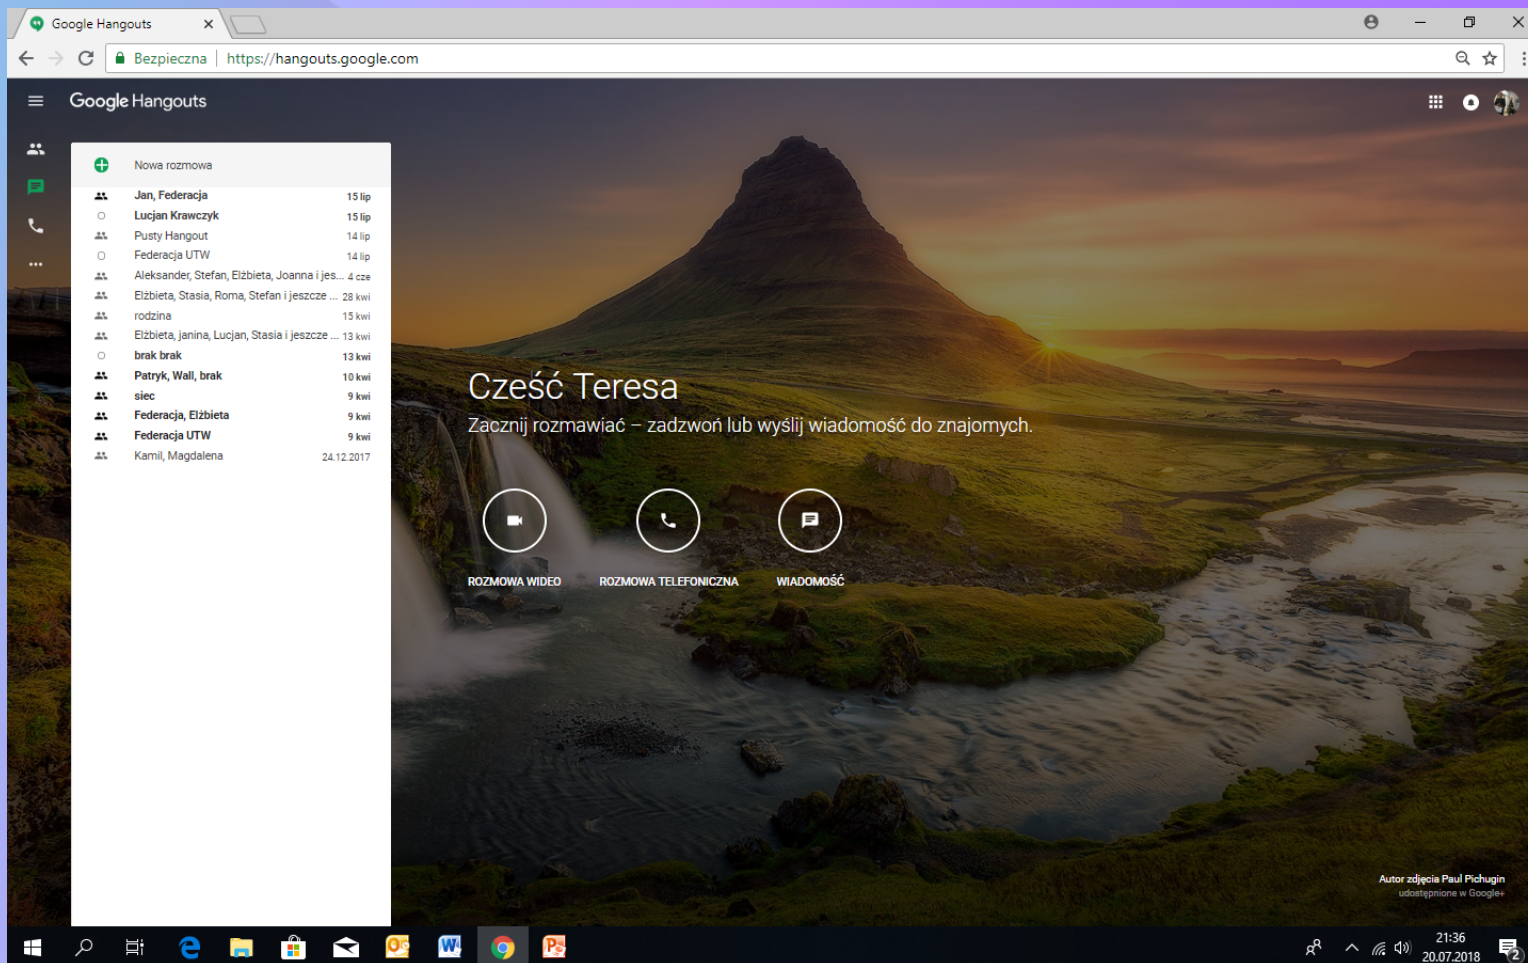 Google Hangouts
Bezpieczna https://hangouts.google.com
Google Hangouts
Nowa rozmowa
Jan, Federacja 15 lip
Lucjan Krawczyk 15 lip
Pusty Hangout 14 lip
Federacja UTW 14 lip
Aleksander, Stefan, Elżbieta, Joanna i jes... 4 cze
Elżbieta, Stasia, Roma, Stefan i jeszcze ... 28 kwi
rodzina 15 kwi
Elżbieta, janina, Lucjan, Stasia i jeszcze ... 13 kwi
brak brak 13 kwi
Patryk, Wall, brak 10 kwi
siec 9 kwi
Federacja, Elżbieta 9 kwi
Federacja UTW 9 kwi
Kamil, Magdalena 24.12.2017
Cześć Teresa
Zacznij rozmawiać – zadzwoń lub wyślij wiadomość do znajomych.
ROZMOWA WIDEO ROZMOWA TELEFONICZNA WIADOMOŚĆ
Autor zdjęcia Paul Pichugin
udostępnione w Google+
21:36
20.07.2018
2